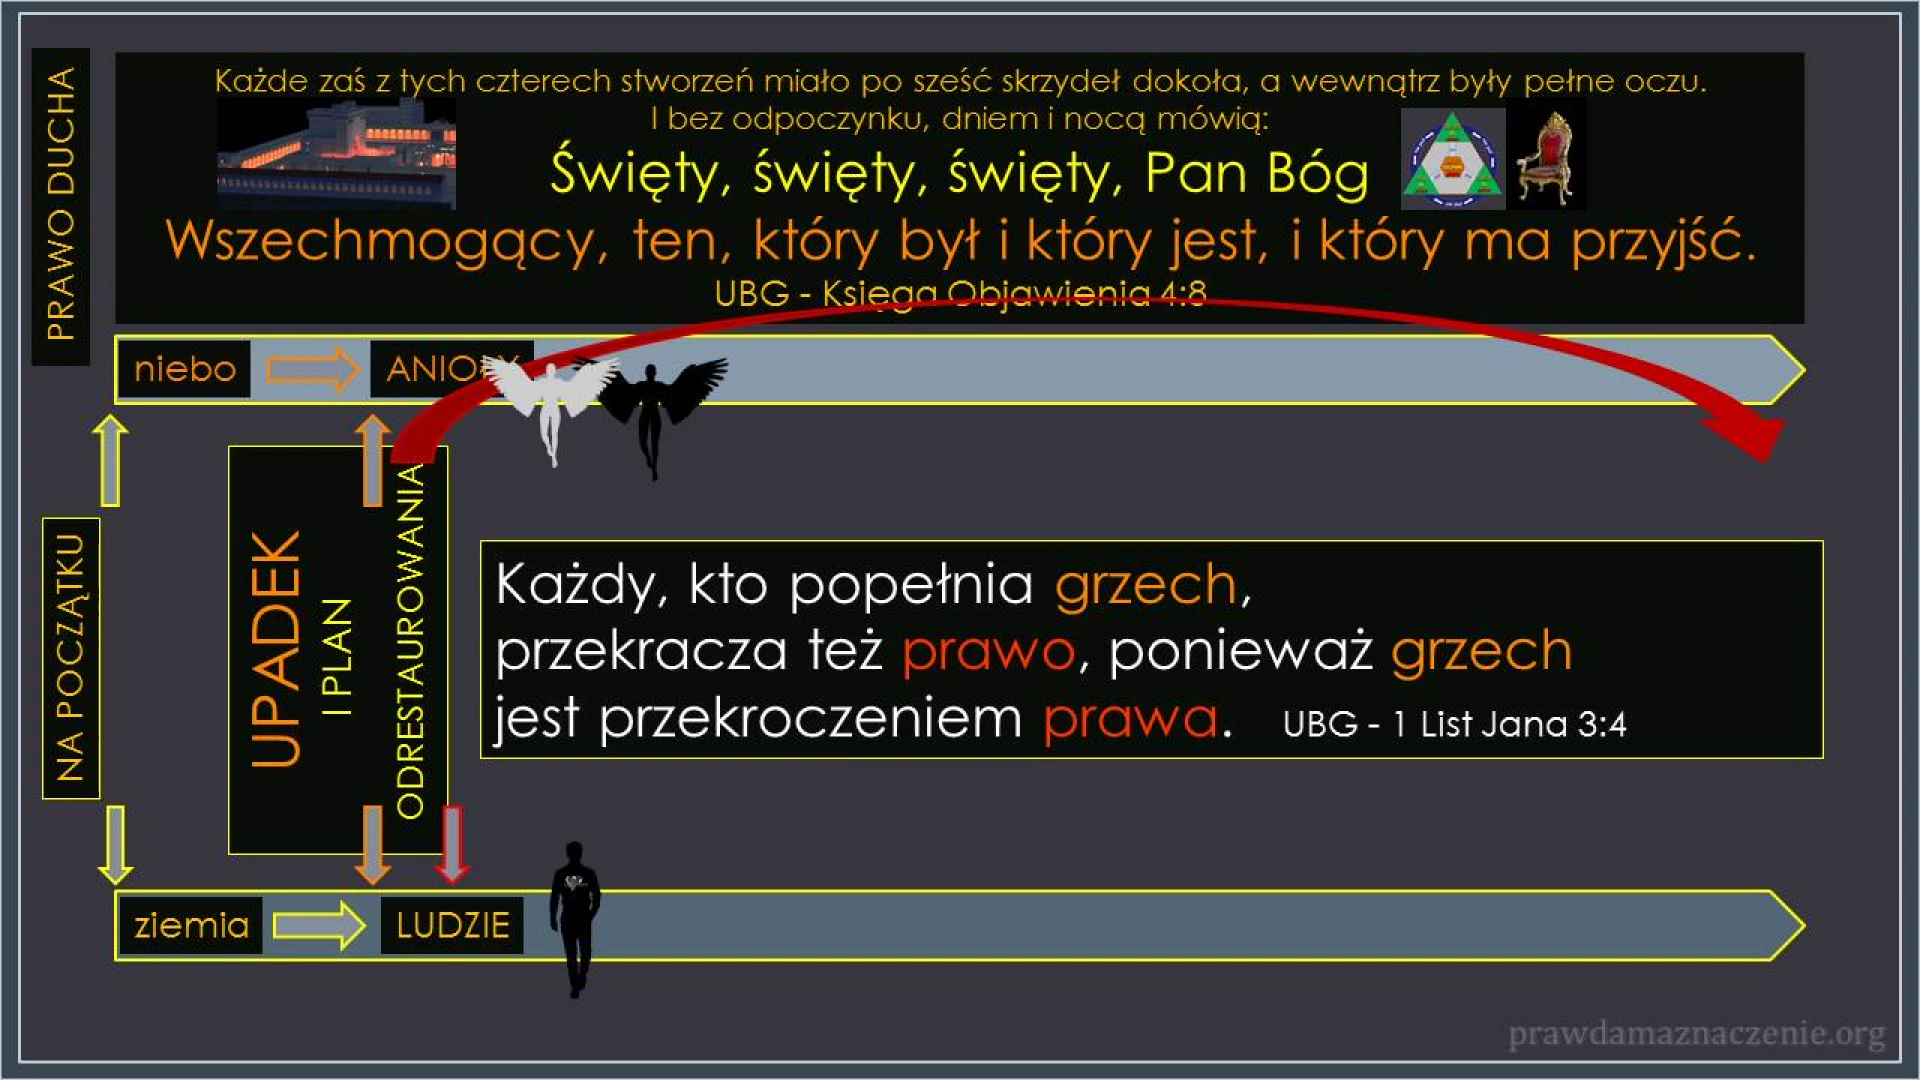 PRAWO DUCHA
Każde zaś z tych czterech stworzeń miało po sześć skrzydeł dokoła, a wewnątrz były pełne oczu.
I bez odpoczynku, dniem i nocą mówią:
Święty, święty, święty, Pan Bóg
Wszechmogący, ten, który był i który jest, i który ma przyjść.
UBG - Księga Objawienia 4:8
niebo
ANIOŁY
NA POCZĄTKU
UPADEK
I PLAN
ODRESTAUROWANIA
Każdy, kto popełnia grzech,
przekracza też prawo, ponieważ grzech
jest przekroczeniem prawa. UBG - 1 List Jana 3:4
ziemia
LUDZIE
prawdamaznaczenie.org